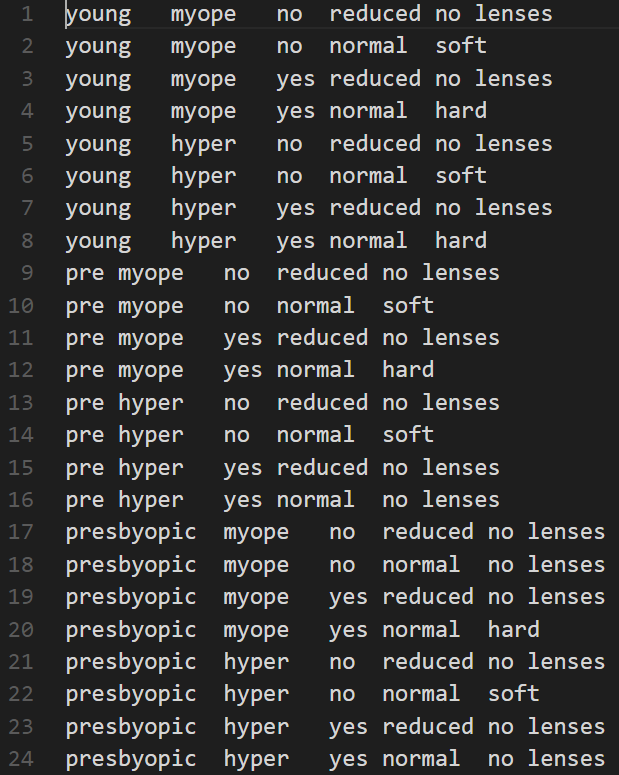 1 young myope no reduced no lenses
2 young myope no normal soft
3 young myope yes reduced no lenses
4 young myope yes normal hard
5 young hyper no reduced no lenses
6 young hyper no normal soft
7 young hyper yes reduced no lenses
8 young hyper yes normal hard
9 pre myope no reduced no lenses
10 pre myope no normal soft
11 pre myope yes reduced no lenses
12 pre myope yes normal hard
13 pre hyper no reduced no lenses
14 pre hyper no normal soft
15 pre hyper yes reduced no lenses
16 pre hyper yes normal no lenses
17 presbyopic myope no reduced no lenses
18 presbyopic myope no normal no lenses
19 presbyopic myope yes reduced no lenses
20 presbyopic myope yes normal hard
21 presbyopic hyper no reduced no lenses
22 presbyopic hyper no normal soft
23 presbyopic hyper yes reduced no lenses
24 presbyopic hyper yes normal no lenses